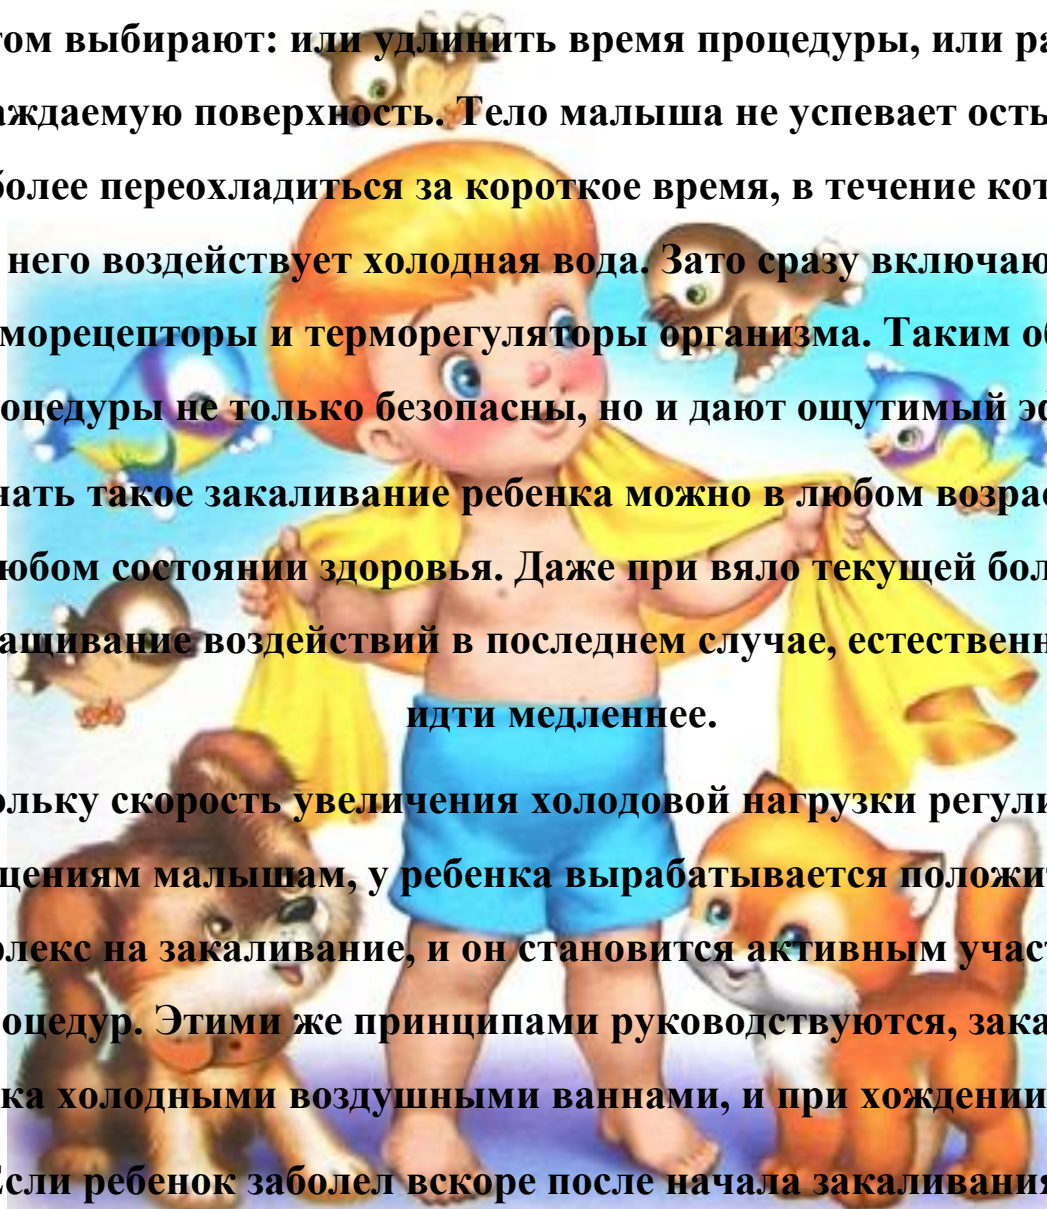 том выбирают: или удлинить время процедуры, или ра
аждаемую поверхность. Тело малыша не успевает осты
более переохладиться за короткое время, в течение кот
него воздействует холодная вода. Зато сразу включаю
морецепторы и терморегуляторы организма. Таким об
оцедуры не только безопасны, но и дают ощутимый эф
нать такое закаливание ребенка можно в любом возрас
юбом состоянии здоровья. Даже при вяло текущей бол
ащивание воздействий в последнем случае, естественн
идти медленнее.
ольку скорость увеличения холодовой нагрузки регули
щениям малышам, у ребенка вырабатывается положит
лекс на закаливание, и он становится активным участ
оцедур. Этими же принципами руководствуются, зака
ка холодными воздушными ваннами, и при хождении
Если ребенок заболел вскоре после начала закаливания